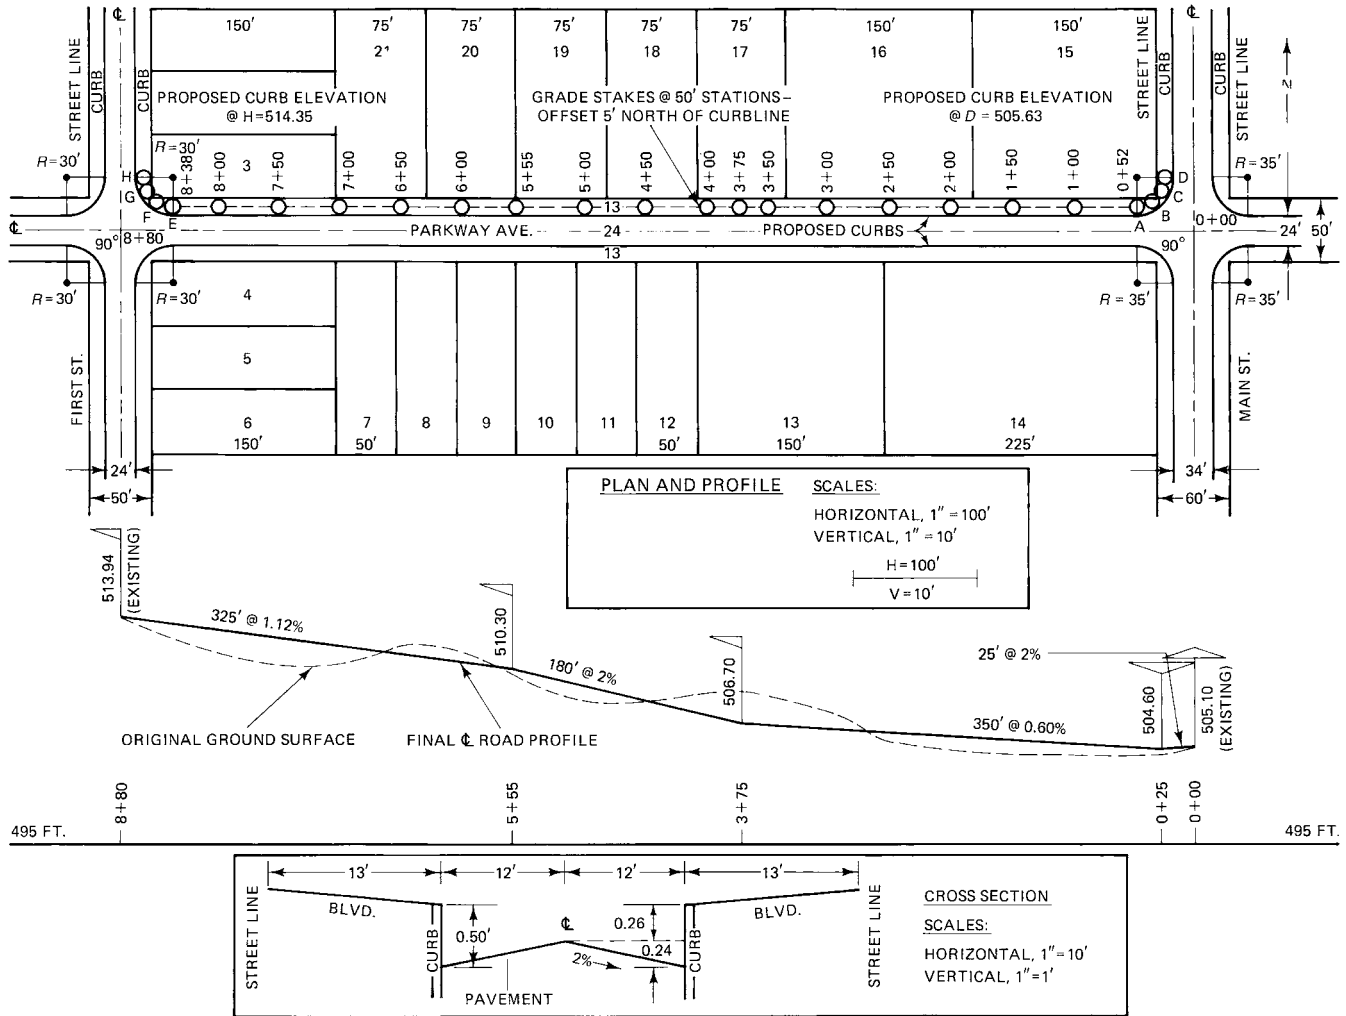 ℄
℄
150'
75'
75'
75'
75'
75'
150'
150'
2'
20
19
18
17
16
15
STREET LINE
CURB
CURB
STREET LINE
CURB
CURB
STREET LINE
N
PROPOSED CURB ELEVATION
@ H=514.35
GRADE STAKES @ 50' STATIONS–
OFFSET 5' NORTH OF CURBLINE
PROPOSED CURB ELEVATION
@ D = 505.63
R=30'
R=30'
3
R=35'
8+38
8+00
7+50
7+00
6+50
6+00
5+55
5+00
4+50
4+00
3+75
3+50
3+00
2+50
2+00
1+50
1+00
0+52
H
G
F
E
D
C
B
A
13
℄
90°
8+80
PARKWAY AVE.
24
PROPOSED CURBS
0+00
90°
24'
50'
13
R=30'
R=30'
R=35'
R=35'
4
5
6
150'
7
50'
8
9
10
11
12
50'
13
150'
14
225'
FIRST ST.
MAIN ST.
24'
50'
34'
60'
PLAN AND PROFILE
SCALES:
HORIZONTAL, 1"=100'
VERTICAL, 1"=10'
H=100'
V=10'
513.94
(EXISTING)
325' @ 1.12%
510.30
180' @ 2%
506.70
25' @ 2%
350' @ 0.60%
504.60
505.10
(EXISTING)
ORIGINAL GROUND SURFACE
FINAL ℄ ROAD PROFILE
8+80
5+55
3+75
0+25
0+00
495 FT.
495 FT.
13'
12'
12'
13'
STREET LINE
BLVD.
CURB
0.50'
℄
0.26
0.24
2%
PAVEMENT
CURB
BLVD.
STREET LINE
CROSS SECTION
SCALES:
HORIZONTAL, 1"=10'
VERTICAL, 1"=1'